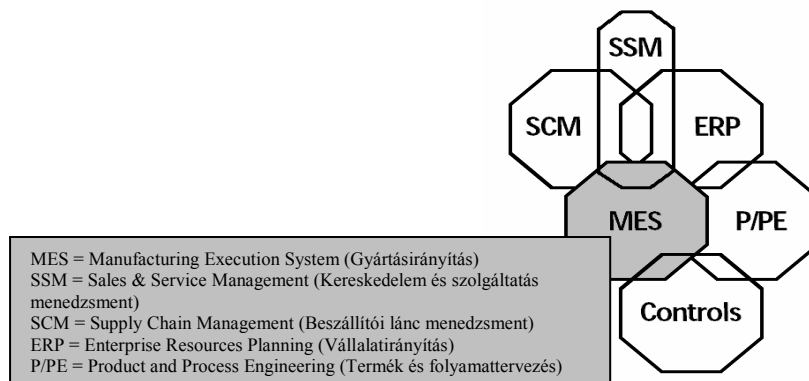 SSM
SCM
ERP
MES
P/PE
Controls
MES = Manufacturing Execution System (Gyártásirányítás)
SSM = Sales & Service Management (Kereskedelem és szolgáltatás
menedzsment)
SCM = Supply Chain Management (Beszállítói lánc menedzsment)
ERP = Enterprise Resources Planning (Vállalatirányítás)
P/PE = Product and Process Engineering (Termék és folyamattervezés)